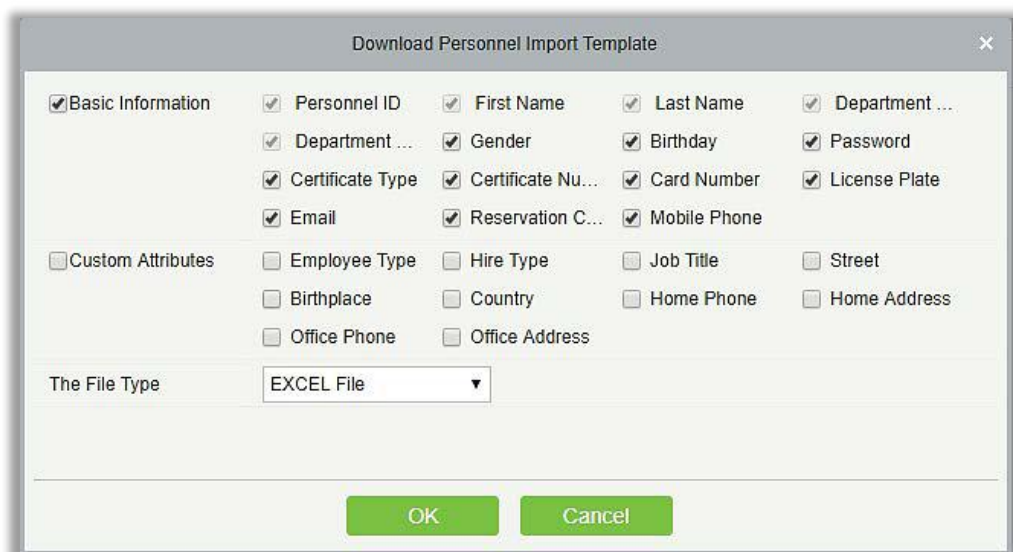 Download Personnel Import Template
Basic Information Personnel ID First Name Last Name Department ...
Department ... Gender Birthday Password
Certificate Type Certificate Nu... Card Number License Plate
Email Reservation C... Mobile Phone
Custom Attributes Employee Type Hire Type Job Title Street
Birthplace Country Home Phone Home Address
Office Phone Office Address
The File Type EXCEL File
OK Cancel